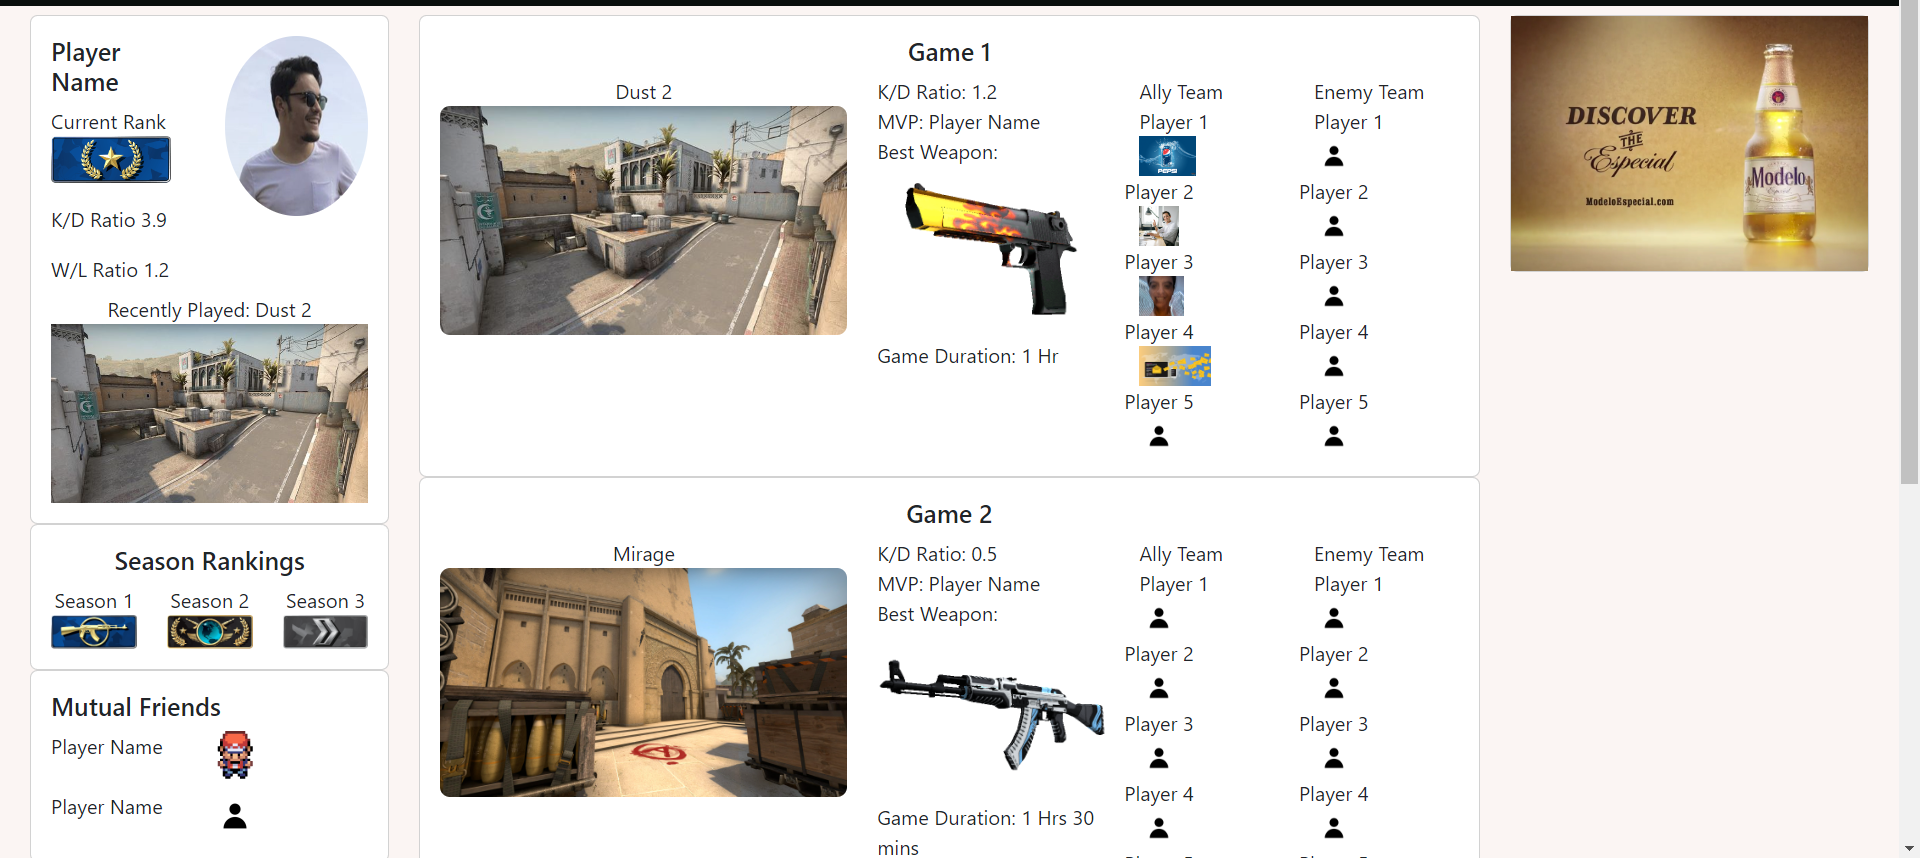 Player
Name
Current Rank
K/D Ratio 3.9
W/L Ratio 1.2
Recently Played: Dust 2
Season Rankings
Season 1
Season 2
Season 3
Mutual Friends
Player Name
Player Name
Game 1
Dust 2
K/D Ratio: 1.2
MVP: Player Name
Best Weapon:
Game Duration: 1 Hr
Ally Team
Player 1
PEPSI
Player 2
Player 3
Player 4
Player 5
Enemy Team
Player 1
Player 2
Player 3
Player 4
Player 5
Game 2
Mirage
A
K/D Ratio: 0.5
MVP: Player Name
Best Weapon:
Game Duration: 1 Hrs 30
mins
Ally Team
Player 1
Player 2
Player 3
Player 4
Enemy Team
Player 1
Player 2
Player 3
Player 4
DISCOVER
THE
Especial
ModeloEspecial.com
Modelo
Especial